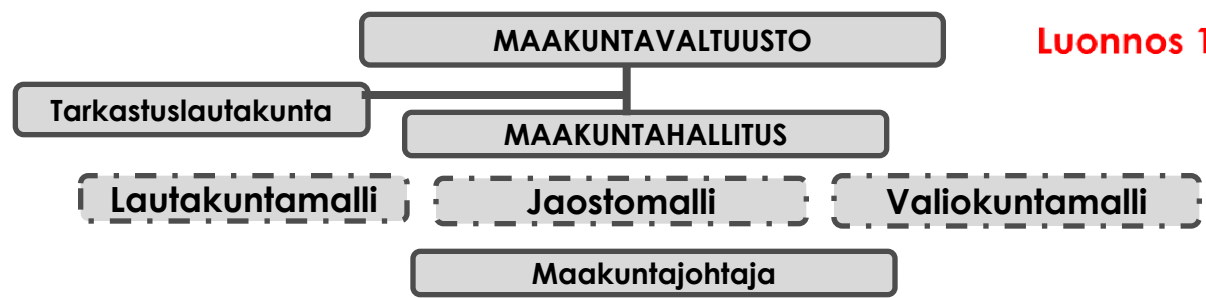 MAAKUNTAVALTUUSTO
Luonnos 1
Tarkastuslautakunta
MAAKUNTAHALLITUS
Lautakuntamalli
Jaostomalli
Valiokuntamalli
Maakuntajohtaja